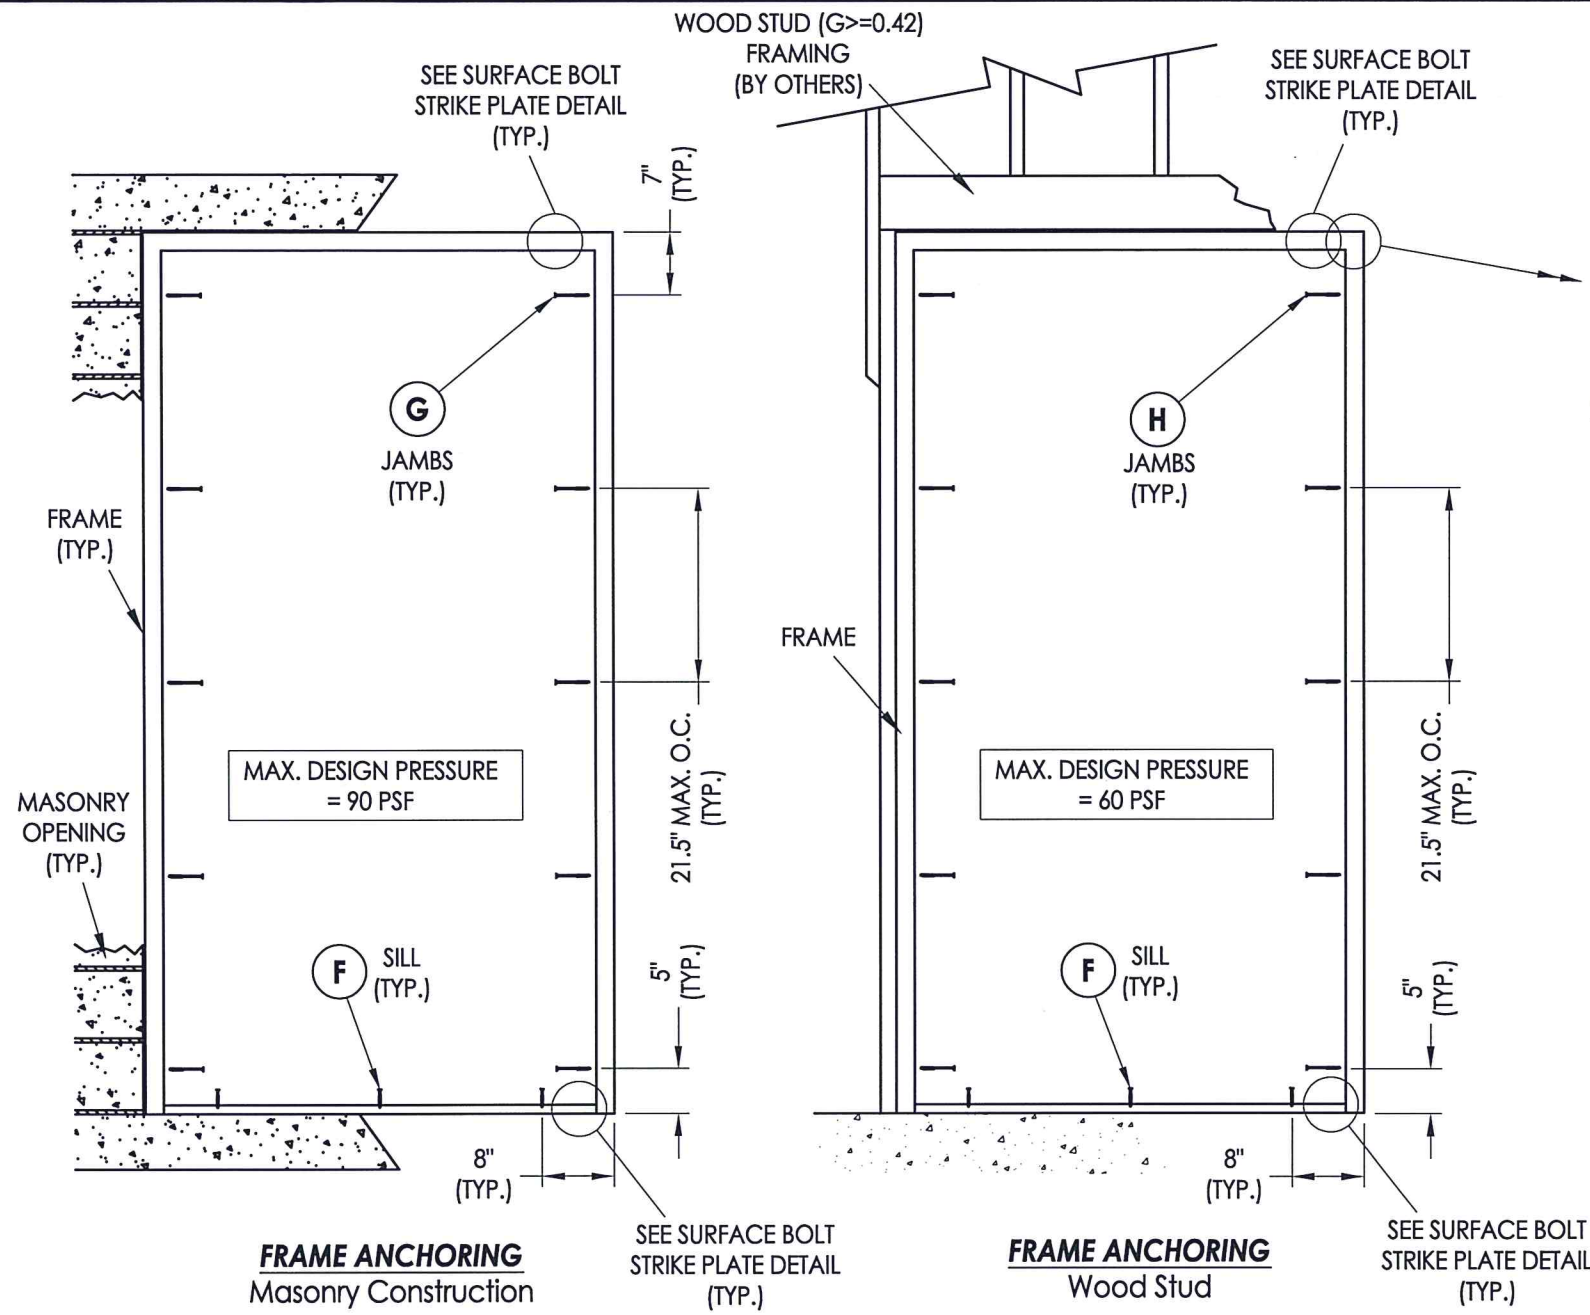 WOOD STUD (G>=0.42)
FRAMING
(BY OTHERS)
SEE SURFACE BOLT
STRIKE PLATE DETAIL
(TYP.)
SEE SURFACE BOLT
STRIKE PLATE DETAIL
(TYP.)
7"
(TYP.)
G
JAMBS
(TYP.)
H
JAMBS
(TYP.)
FRAME
(TYP.)
FRAME
MAX. DESIGN PRESSURE
= 90 PSF
MAX. DESIGN PRESSURE
= 60 PSF
21.5" MAX. O.C.
(TYP.)
21.5" MAX. O.C.
(TYP.)
MASONRY
OPENING
(TYP.)
F
SILL
(TYP.)
F
SILL
(TYP.)
5"
(TYP.)
5"
(TYP.)
8"
(TYP.)
8"
(TYP.)
SEE SURFACE BOLT
STRIKE PLATE DETAIL
(TYP.)
SEE SURFACE BOLT
STRIKE PLATE DETAIL
(TYP.)
FRAME ANCHORING
Masonry Construction
FRAME ANCHORING
Wood Stud